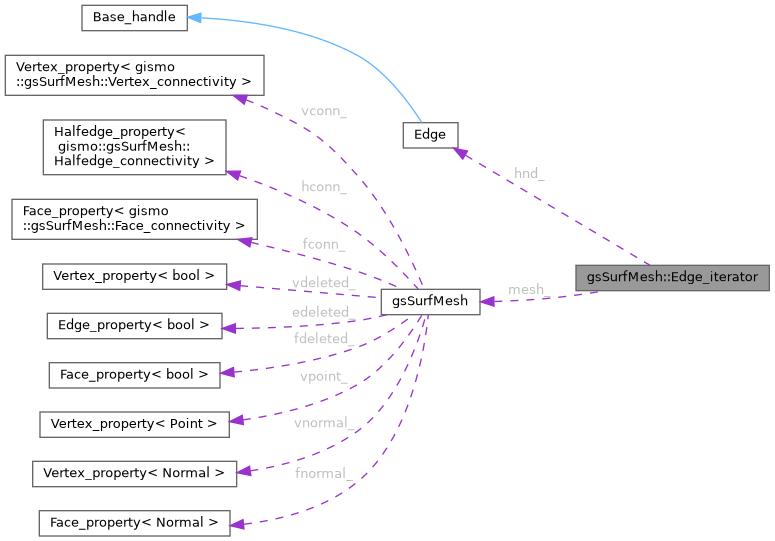 Base_handle
Vertex_property< gismo
::gsSurfMesh::Vertex_connectivity >
vconn_
Edge
Halfedge_property<
gismo::gsSurfMesh::
Halfedge_connectivity >
hnd_
hconn_
Face_property< gismo
::gsSurfMesh::Face_connectivity >
fconn_
Vertex_property< bool >
vdeleted_
gsSurfMesh
mesh_
gsSurfMesh::Edge_iterator
Edge_property< bool >
edeleted_
fdeleted_
Face_property< bool >
vpoint_
Vertex_property< Point >
vnormal_
Vertex_property< Normal >
fnormal_
Face_property< Normal >